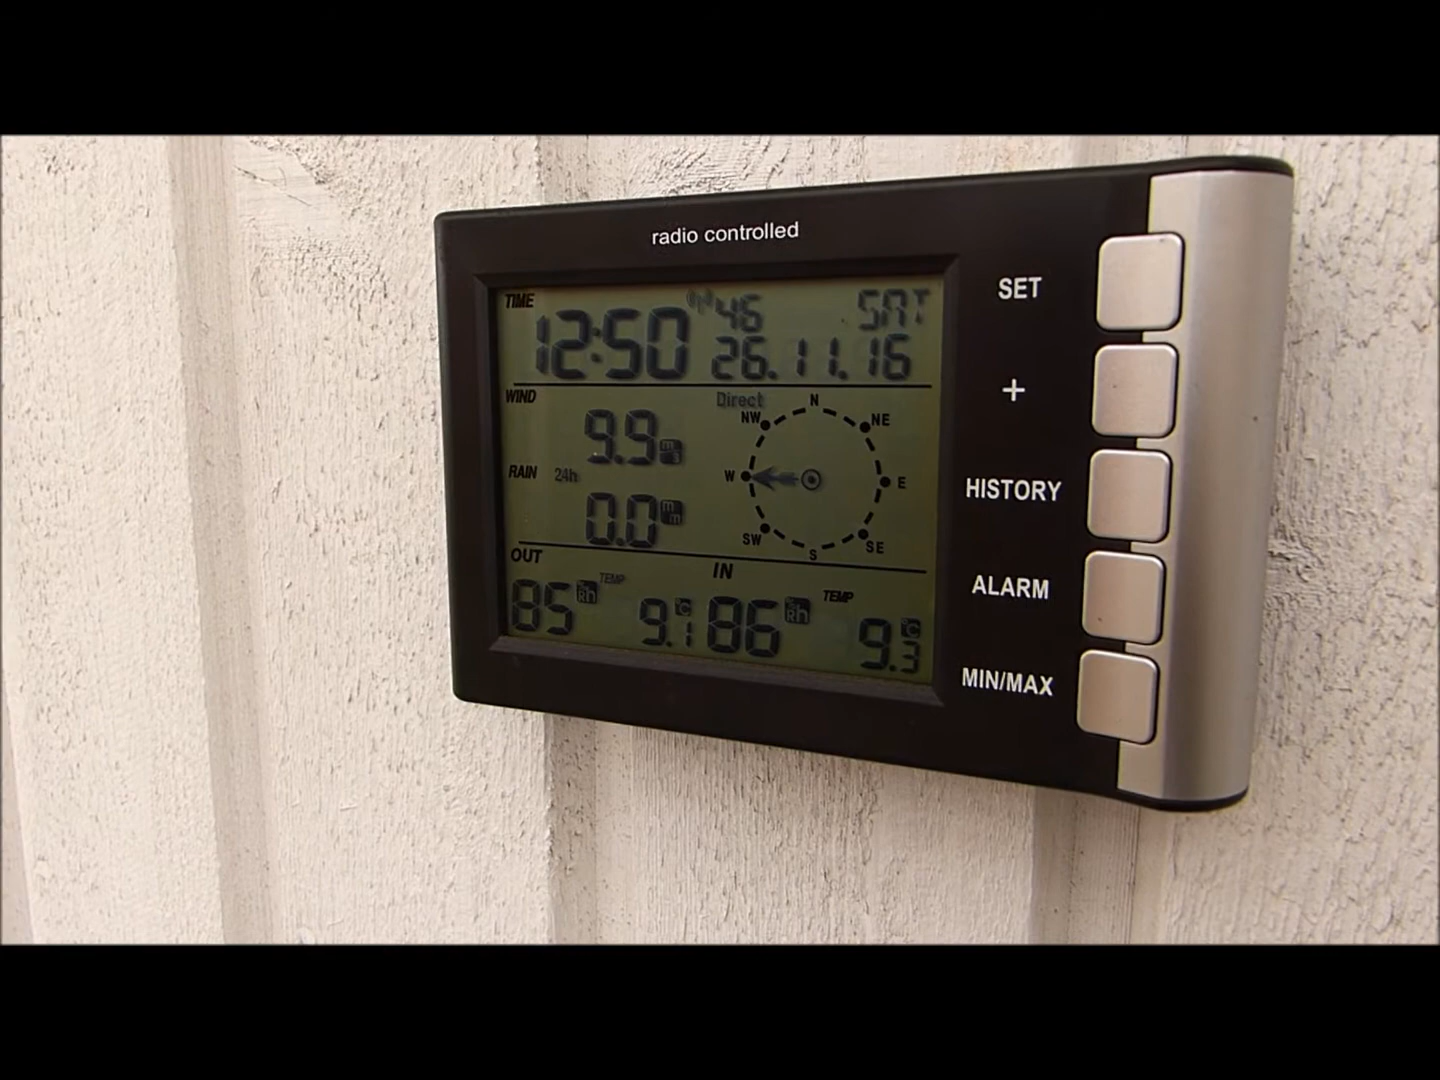 radio controlled
TIME
12:50 46 SAT
26.11.16
WIND
9.9 m/s
Direct
N
NE
E
SE
S
SW
W
NW
RAIN 24h
0.0 mm
OUT
85 %Rh TEMP 9.1 °C
IN
86 %Rh TEMP 9.3 °C
SET
+
HISTORY
ALARM
MIN/MAX